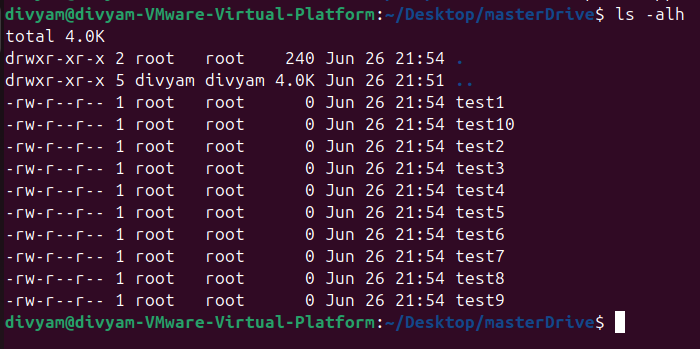 divyam@divyam-VMware-Virtual-Platform:~/Desktop/masterDrive$ ls -alh
total 4.0K
drwxr-xr-x 2 root   root    240 Jun 26 21:54 .
drwxr-xr-x 5 divyam divyam 4.0K Jun 26 21:51 ..
-rw-r--r-- 1 root   root      0 Jun 26 21:54 test1
-rw-r--r-- 1 root   root      0 Jun 26 21:54 test10
-rw-r--r-- 1 root   root      0 Jun 26 21:54 test2
-rw-r--r-- 1 root   root      0 Jun 26 21:54 test3
-rw-r--r-- 1 root   root      0 Jun 26 21:54 test4
-rw-r--r-- 1 root   root      0 Jun 26 21:54 test5
-rw-r--r-- 1 root   root      0 Jun 26 21:54 test6
-rw-r--r-- 1 root   root      0 Jun 26 21:54 test7
-rw-r--r-- 1 root   root      0 Jun 26 21:54 test8
-rw-r--r-- 1 root   root      0 Jun 26 21:54 test9
divyam@divyam-VMware-Virtual-Platform:~/Desktop/masterDrive$